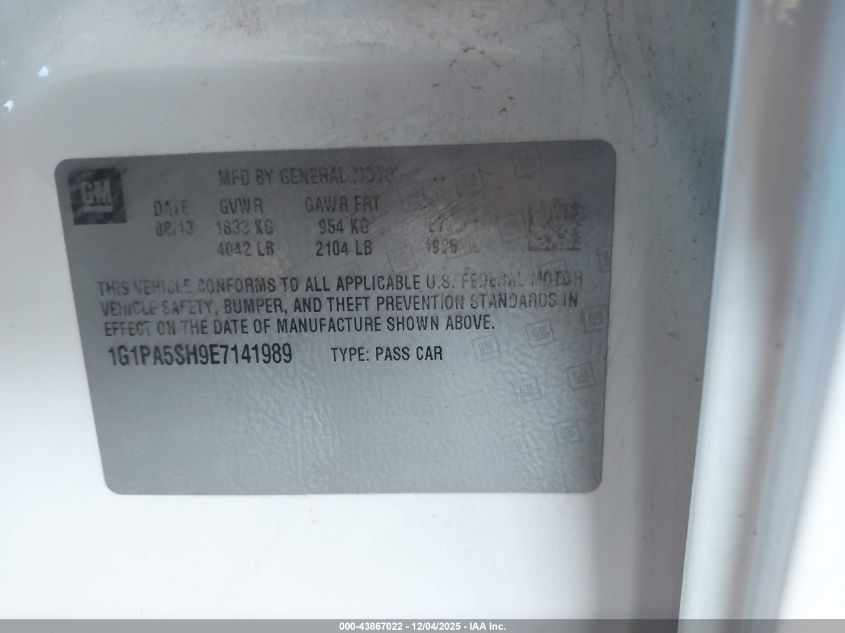 GM
MFD BY GENERAL
DATE GVWR GAWR FRT
08/13 1833 KG 954 KG
4042 LB 2104 LB
THIS VEHICLE CONFORMS TO ALL APPLICABLE U.S. FEDERAL MOTOR
VEHICLE SAFETY, BUMPER, AND THEFT PREVENTION STANDARDS IN
EFFECT ON THE DATE OF MANUFACTURE SHOWN ABOVE.
1G1PA5SH9E7141989 TYPE: PASS CAR
000-43867022 - 12/04/2025 - IAA Inc.